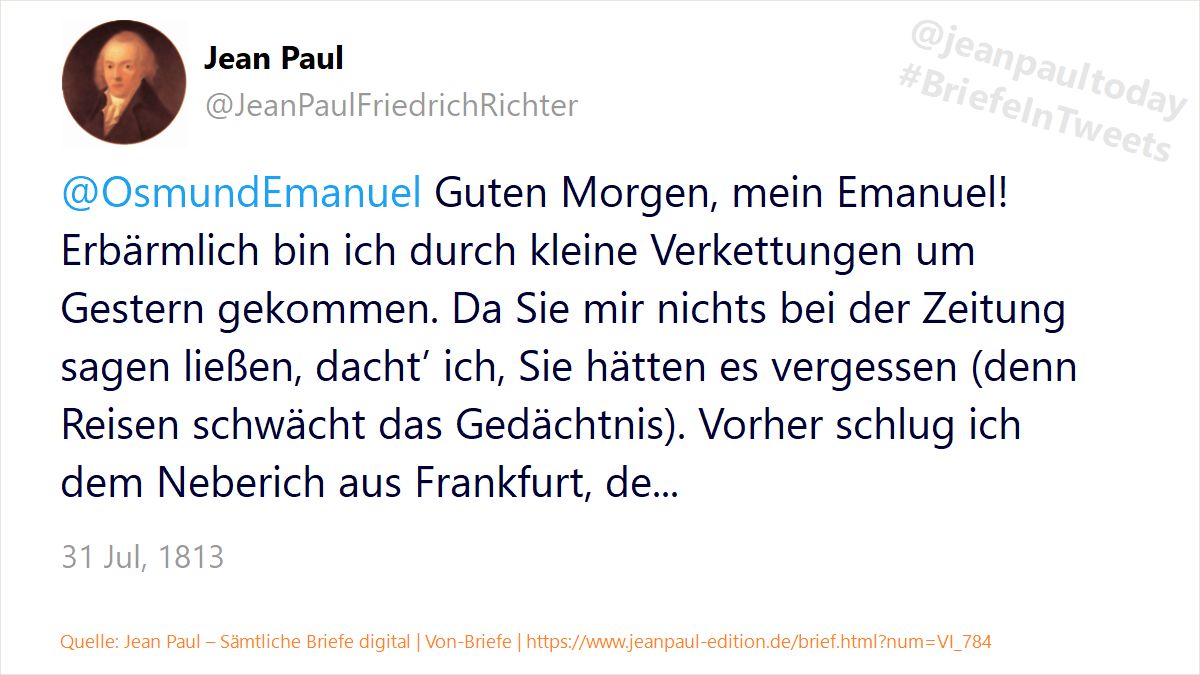 Jean Paul
@JeanPaulFriedrichRichter
@jeanpaultoday
#BriefeInTweets
@OsmundEmanuel Guten Morgen, mein Emanuel!
Erbärmlich bin ich durch kleine Verkettungen um
Gestern gekommen. Da Sie mir nichts bei der Zeitung
sagen ließen, dacht’ ich, Sie hätten es vergessen (denn
Reisen schwächt das Gedächtnis). Vorher schlug ich
dem Neberich aus Frankfurt, de...
31 Jul, 1813
Quelle: Jean Paul – Sämtliche Briefe digital | Von-Briefe | https://www.jeanpaul-edition.de/brief.html?num=VI_784